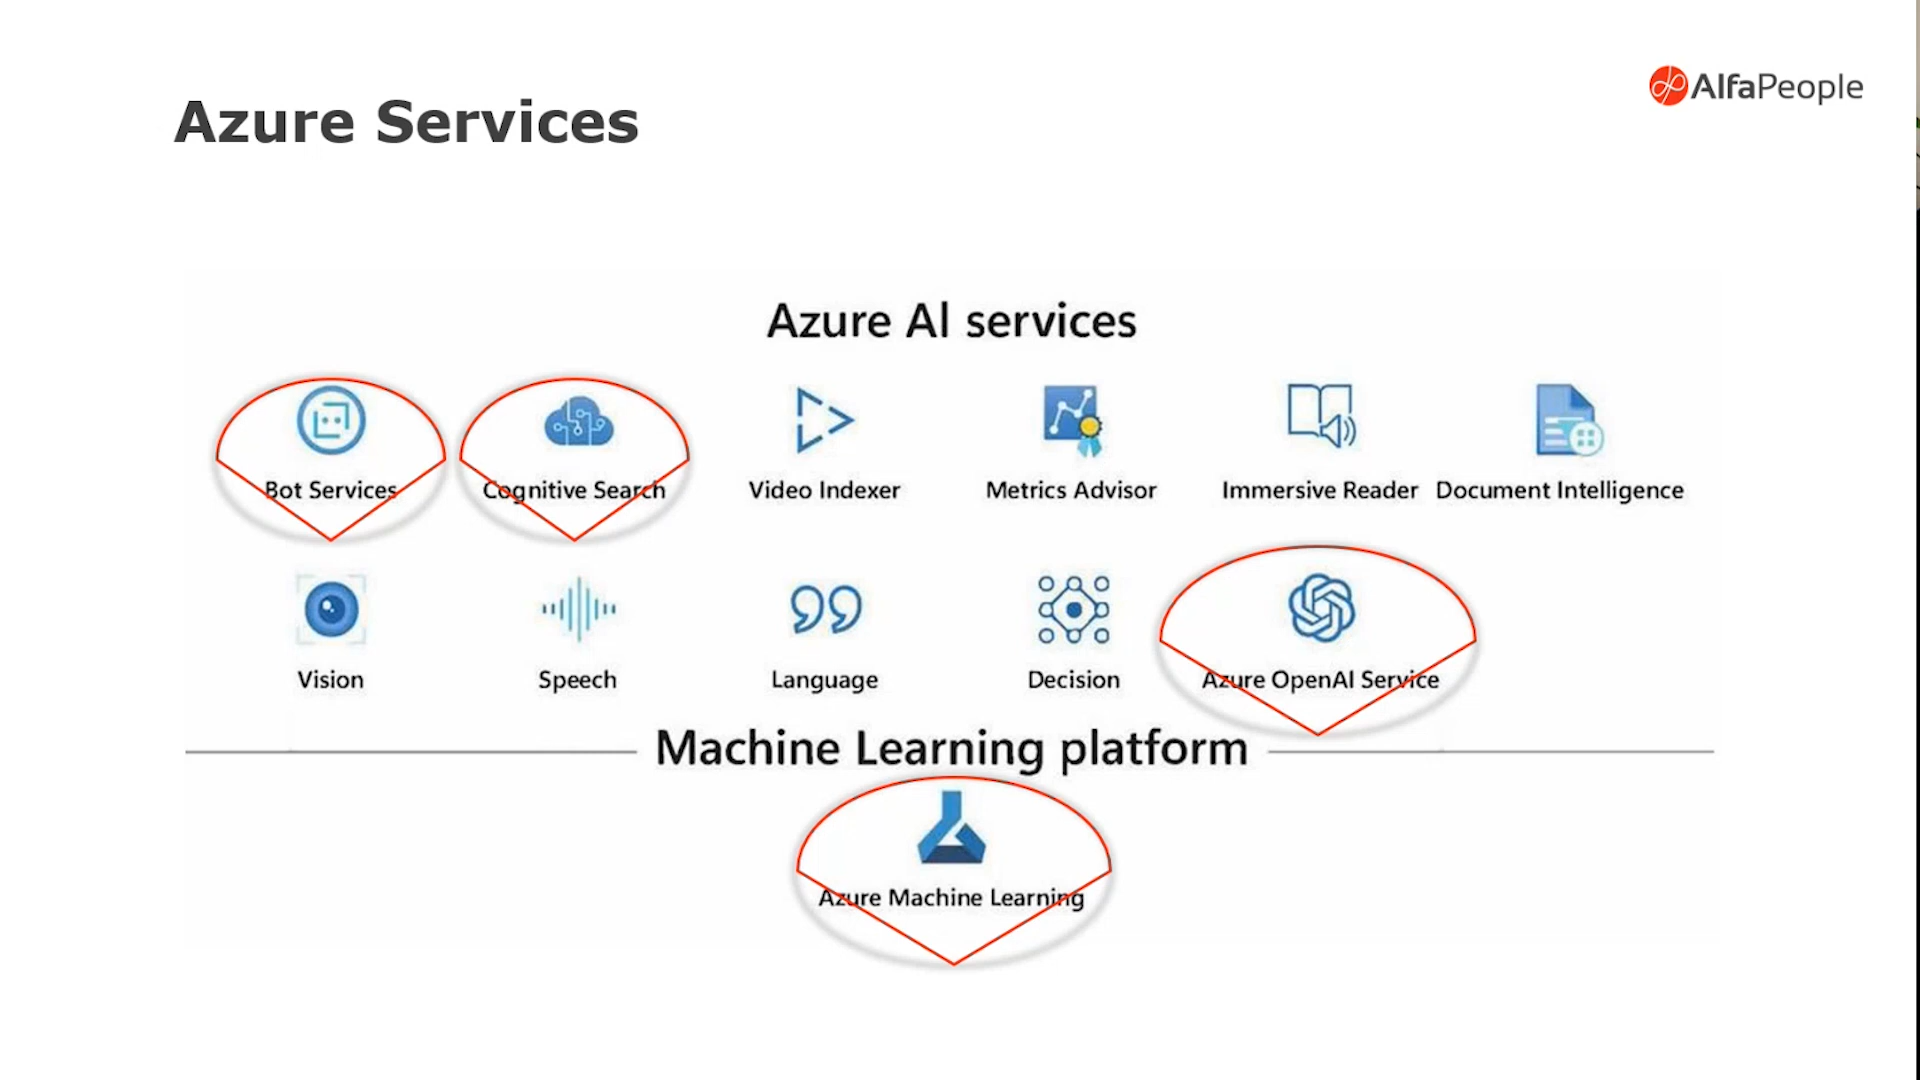 AlfaPeople
Azure Services
Azure AI services
Bot Services
Cognitive Search
Video Indexer
Metrics Advisor
Immersive Reader
Document Intelligence
Vision
Speech
Language
Decision
Azure OpenAI Service
Machine Learning platform
Azure Machine Learning